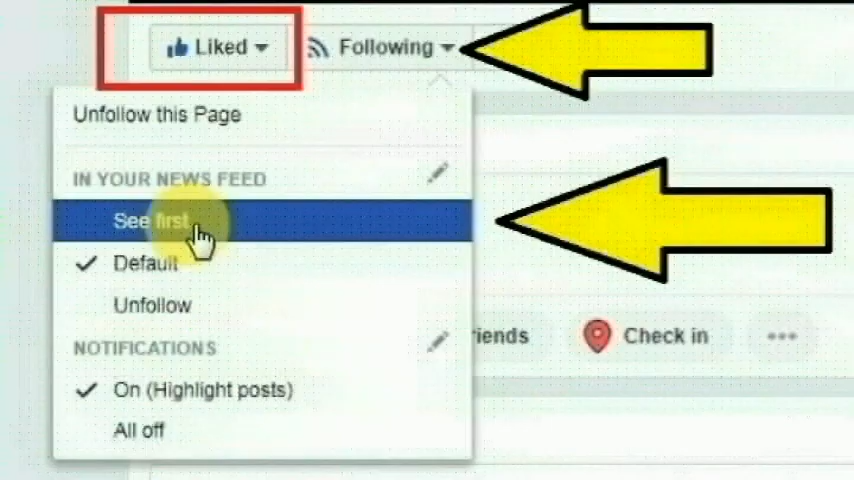 Liked Following
Unfollow this Page
IN YOUR NEWS FEED
See first
Default
Unfollow
riends Check in
NOTIFICATIONS
On (Highlight posts)
All off